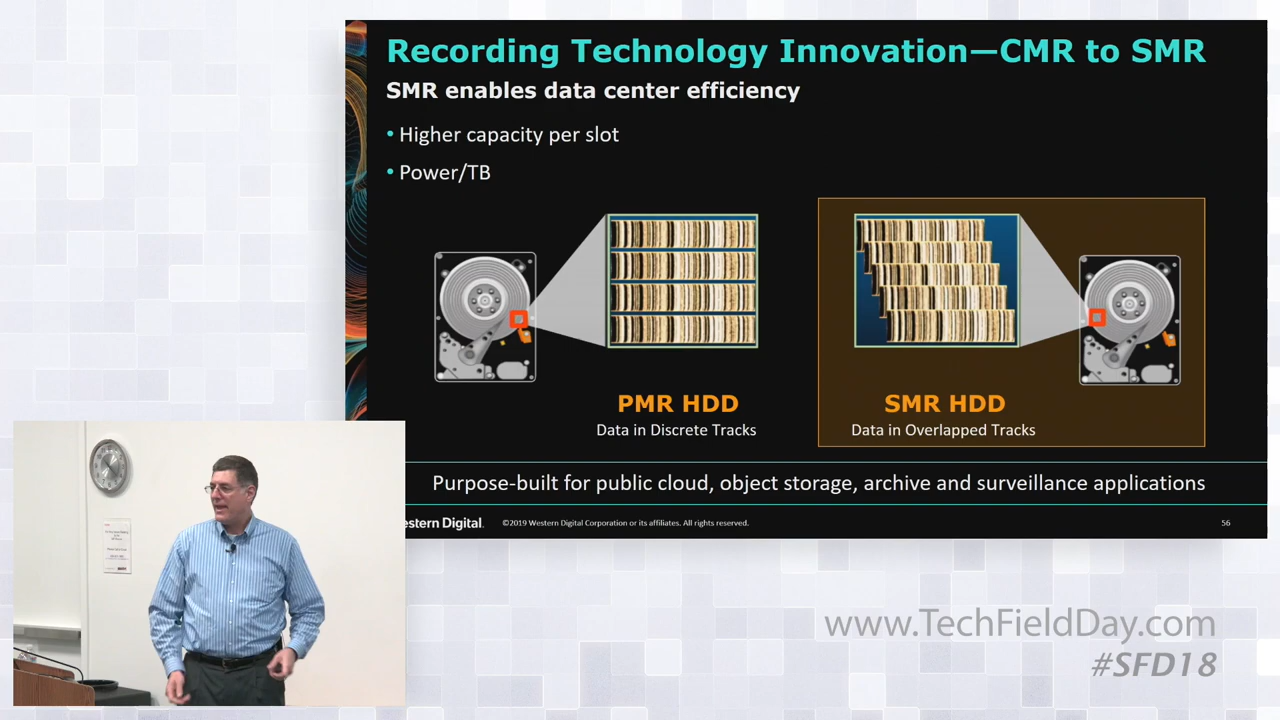 Recording Technology Innovation—CMR to SMR
SMR enables data center efficiency
• Higher capacity per slot
• Power/TB
PMR HDD
Data in Discrete Tracks
SMR HDD
Data in Overlapped Tracks
Purpose-built for public cloud, object storage, archive and surveillance applications
estern Digital.
©2019 Western Digital Corporation or its affiliates. All rights reserved.
56
www.TechFieldDay.com
#SFD18